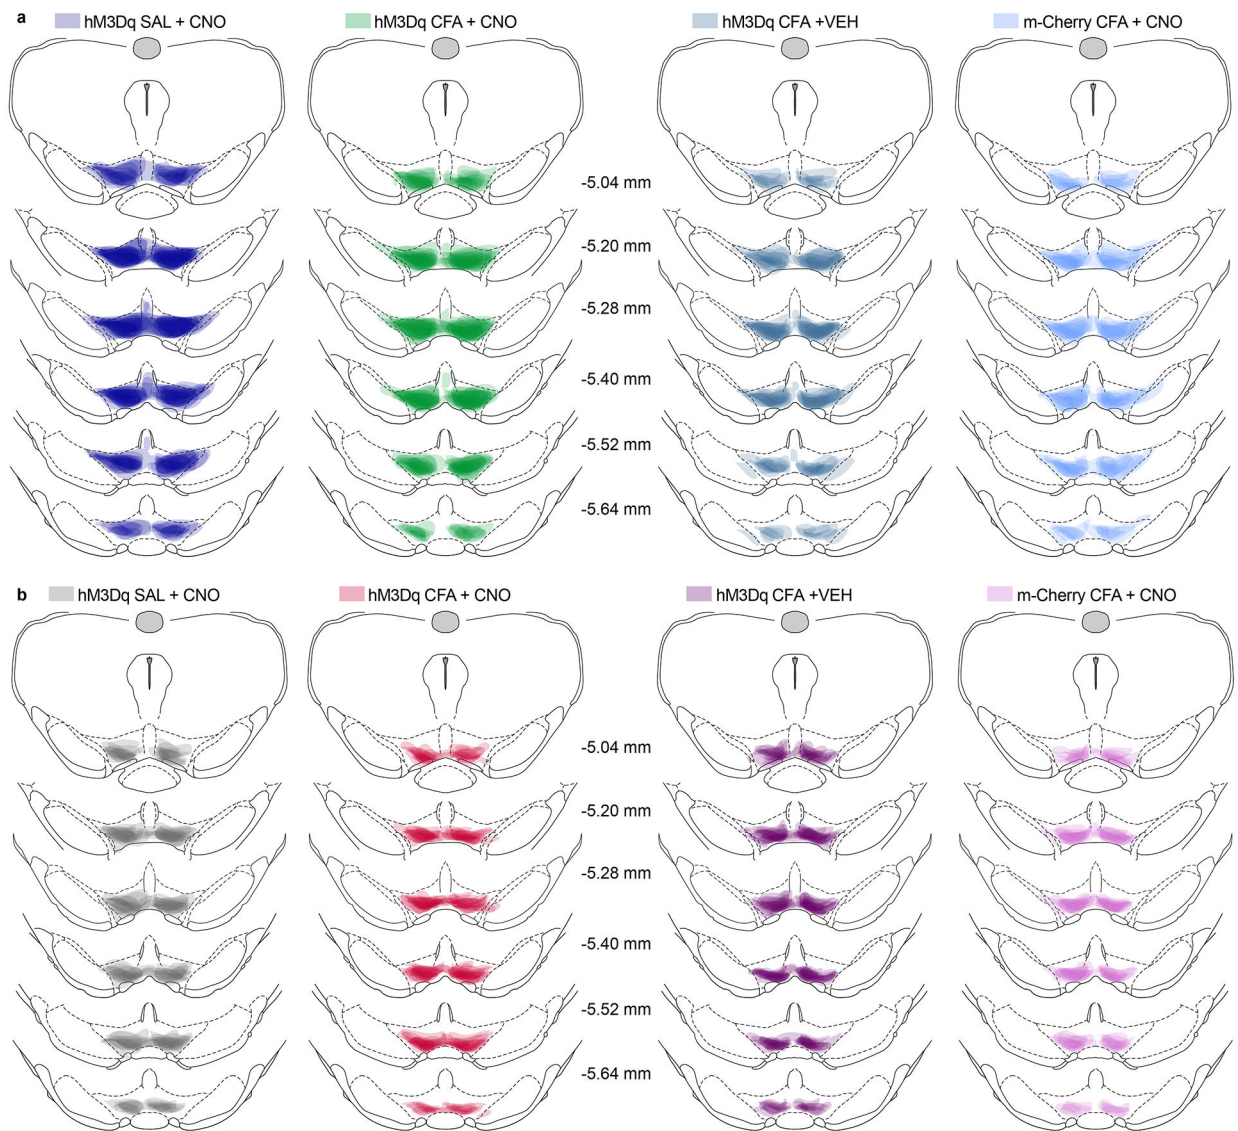 a
hM3Dq SAL + CNO
hM3Dq CFA + CNO
hM3Dq CFA +VEH
m-Cherry CFA + CNO
-5.04 mm
-5.20 mm
-5.28 mm
-5.40 mm
-5.52 mm
-5.64 mm
b
hM3Dq SAL + CNO
hM3Dq CFA + CNO
hM3Dq CFA +VEH
m-Cherry CFA + CNO
-5.04 mm
-5.20 mm
-5.28 mm
-5.40 mm
-5.52 mm
-5.64 mm